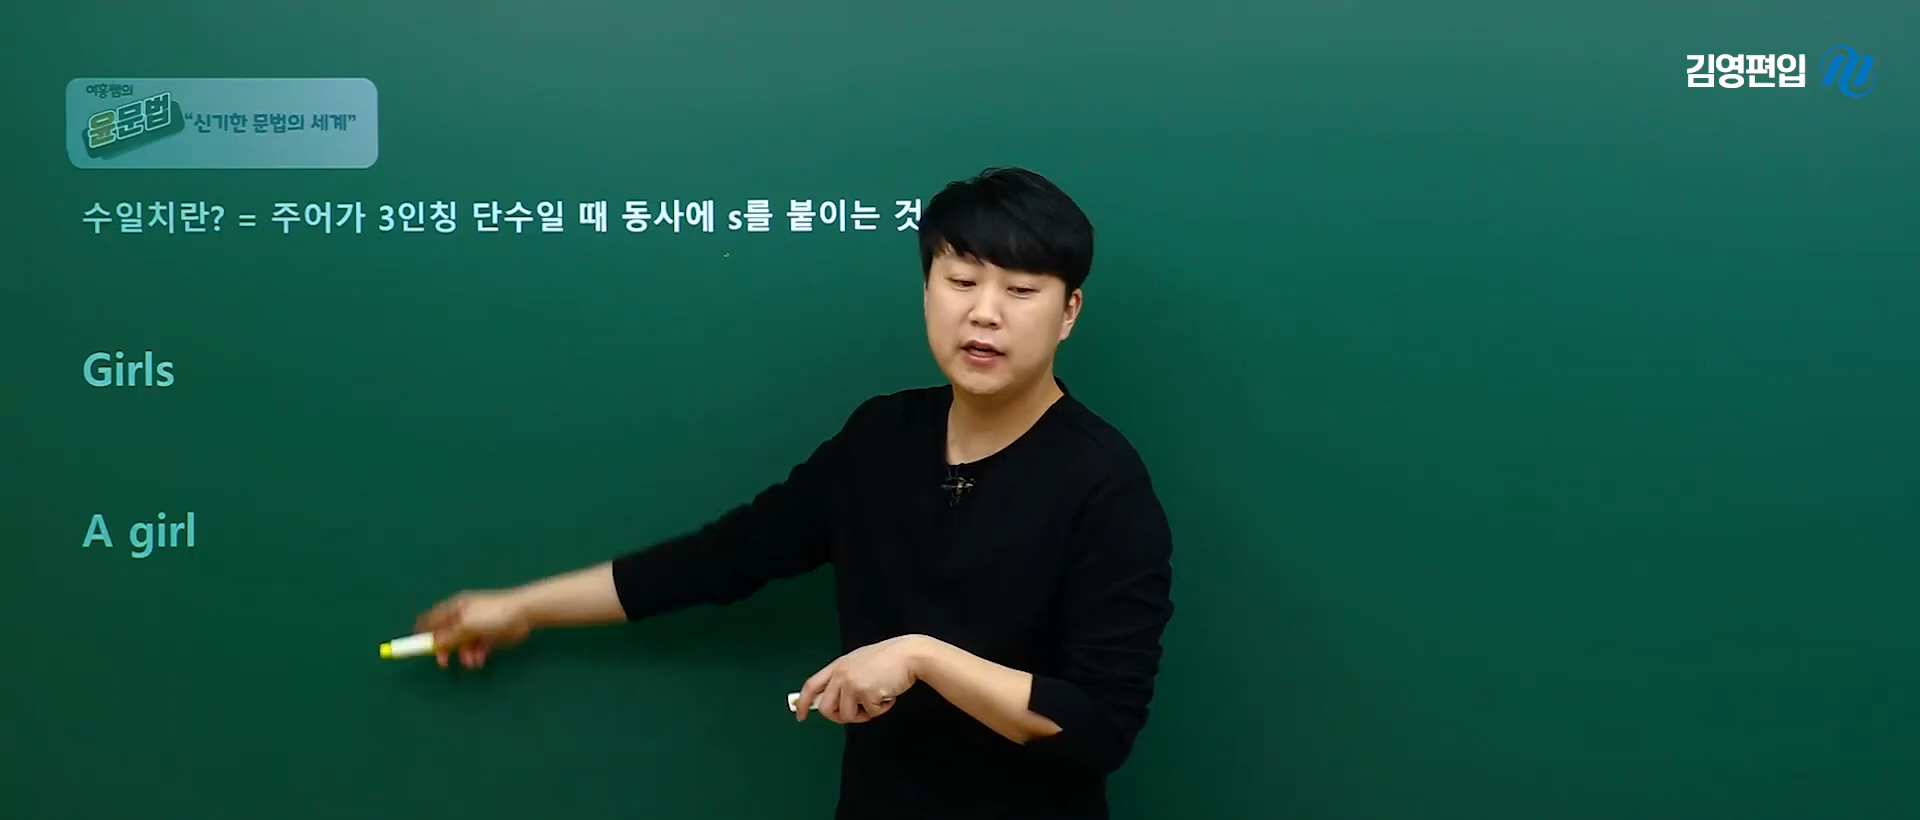 김영편입
여홍쌤의
윤문법 “신기한 문법의 세계”
수일치란? = 주어가 3인칭 단수일 때 동사에 s를 붙이는 것
Girls
A girl